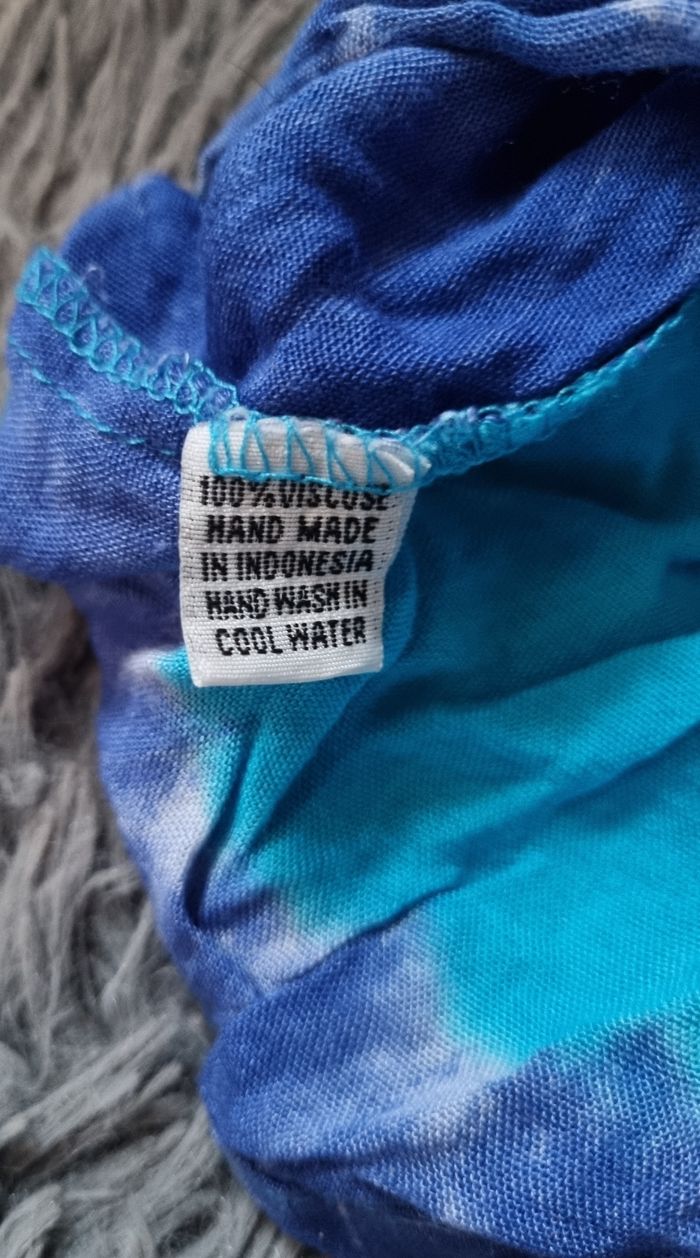 100% VISCOSE
HAND MADE
IN INDONESIA
HAND WASH IN
COOL WATER